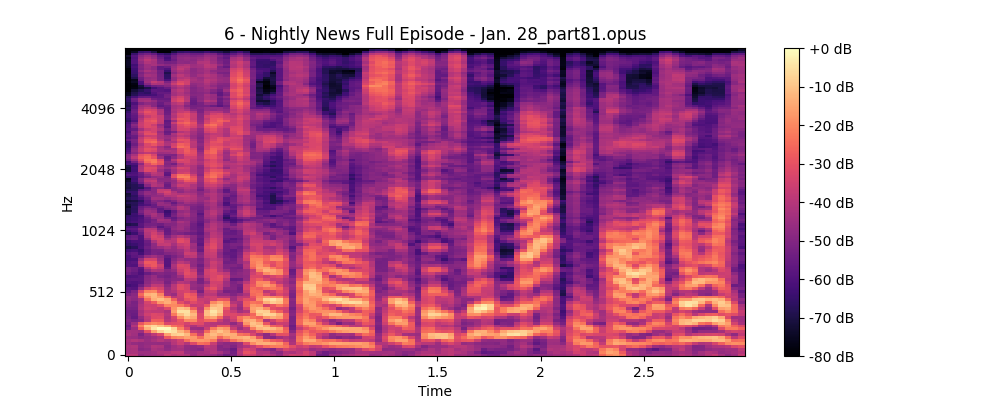 6 - Nightly News Full Episode - Jan. 28_part81.opus
Hz
4096
2048
1024
512
0
0
0.5
1
1.5
2
2.5
Time
+0 dB
-10 dB
-20 dB
-30 dB
-40 dB
-50 dB
-60 dB
-70 dB
-80 dB